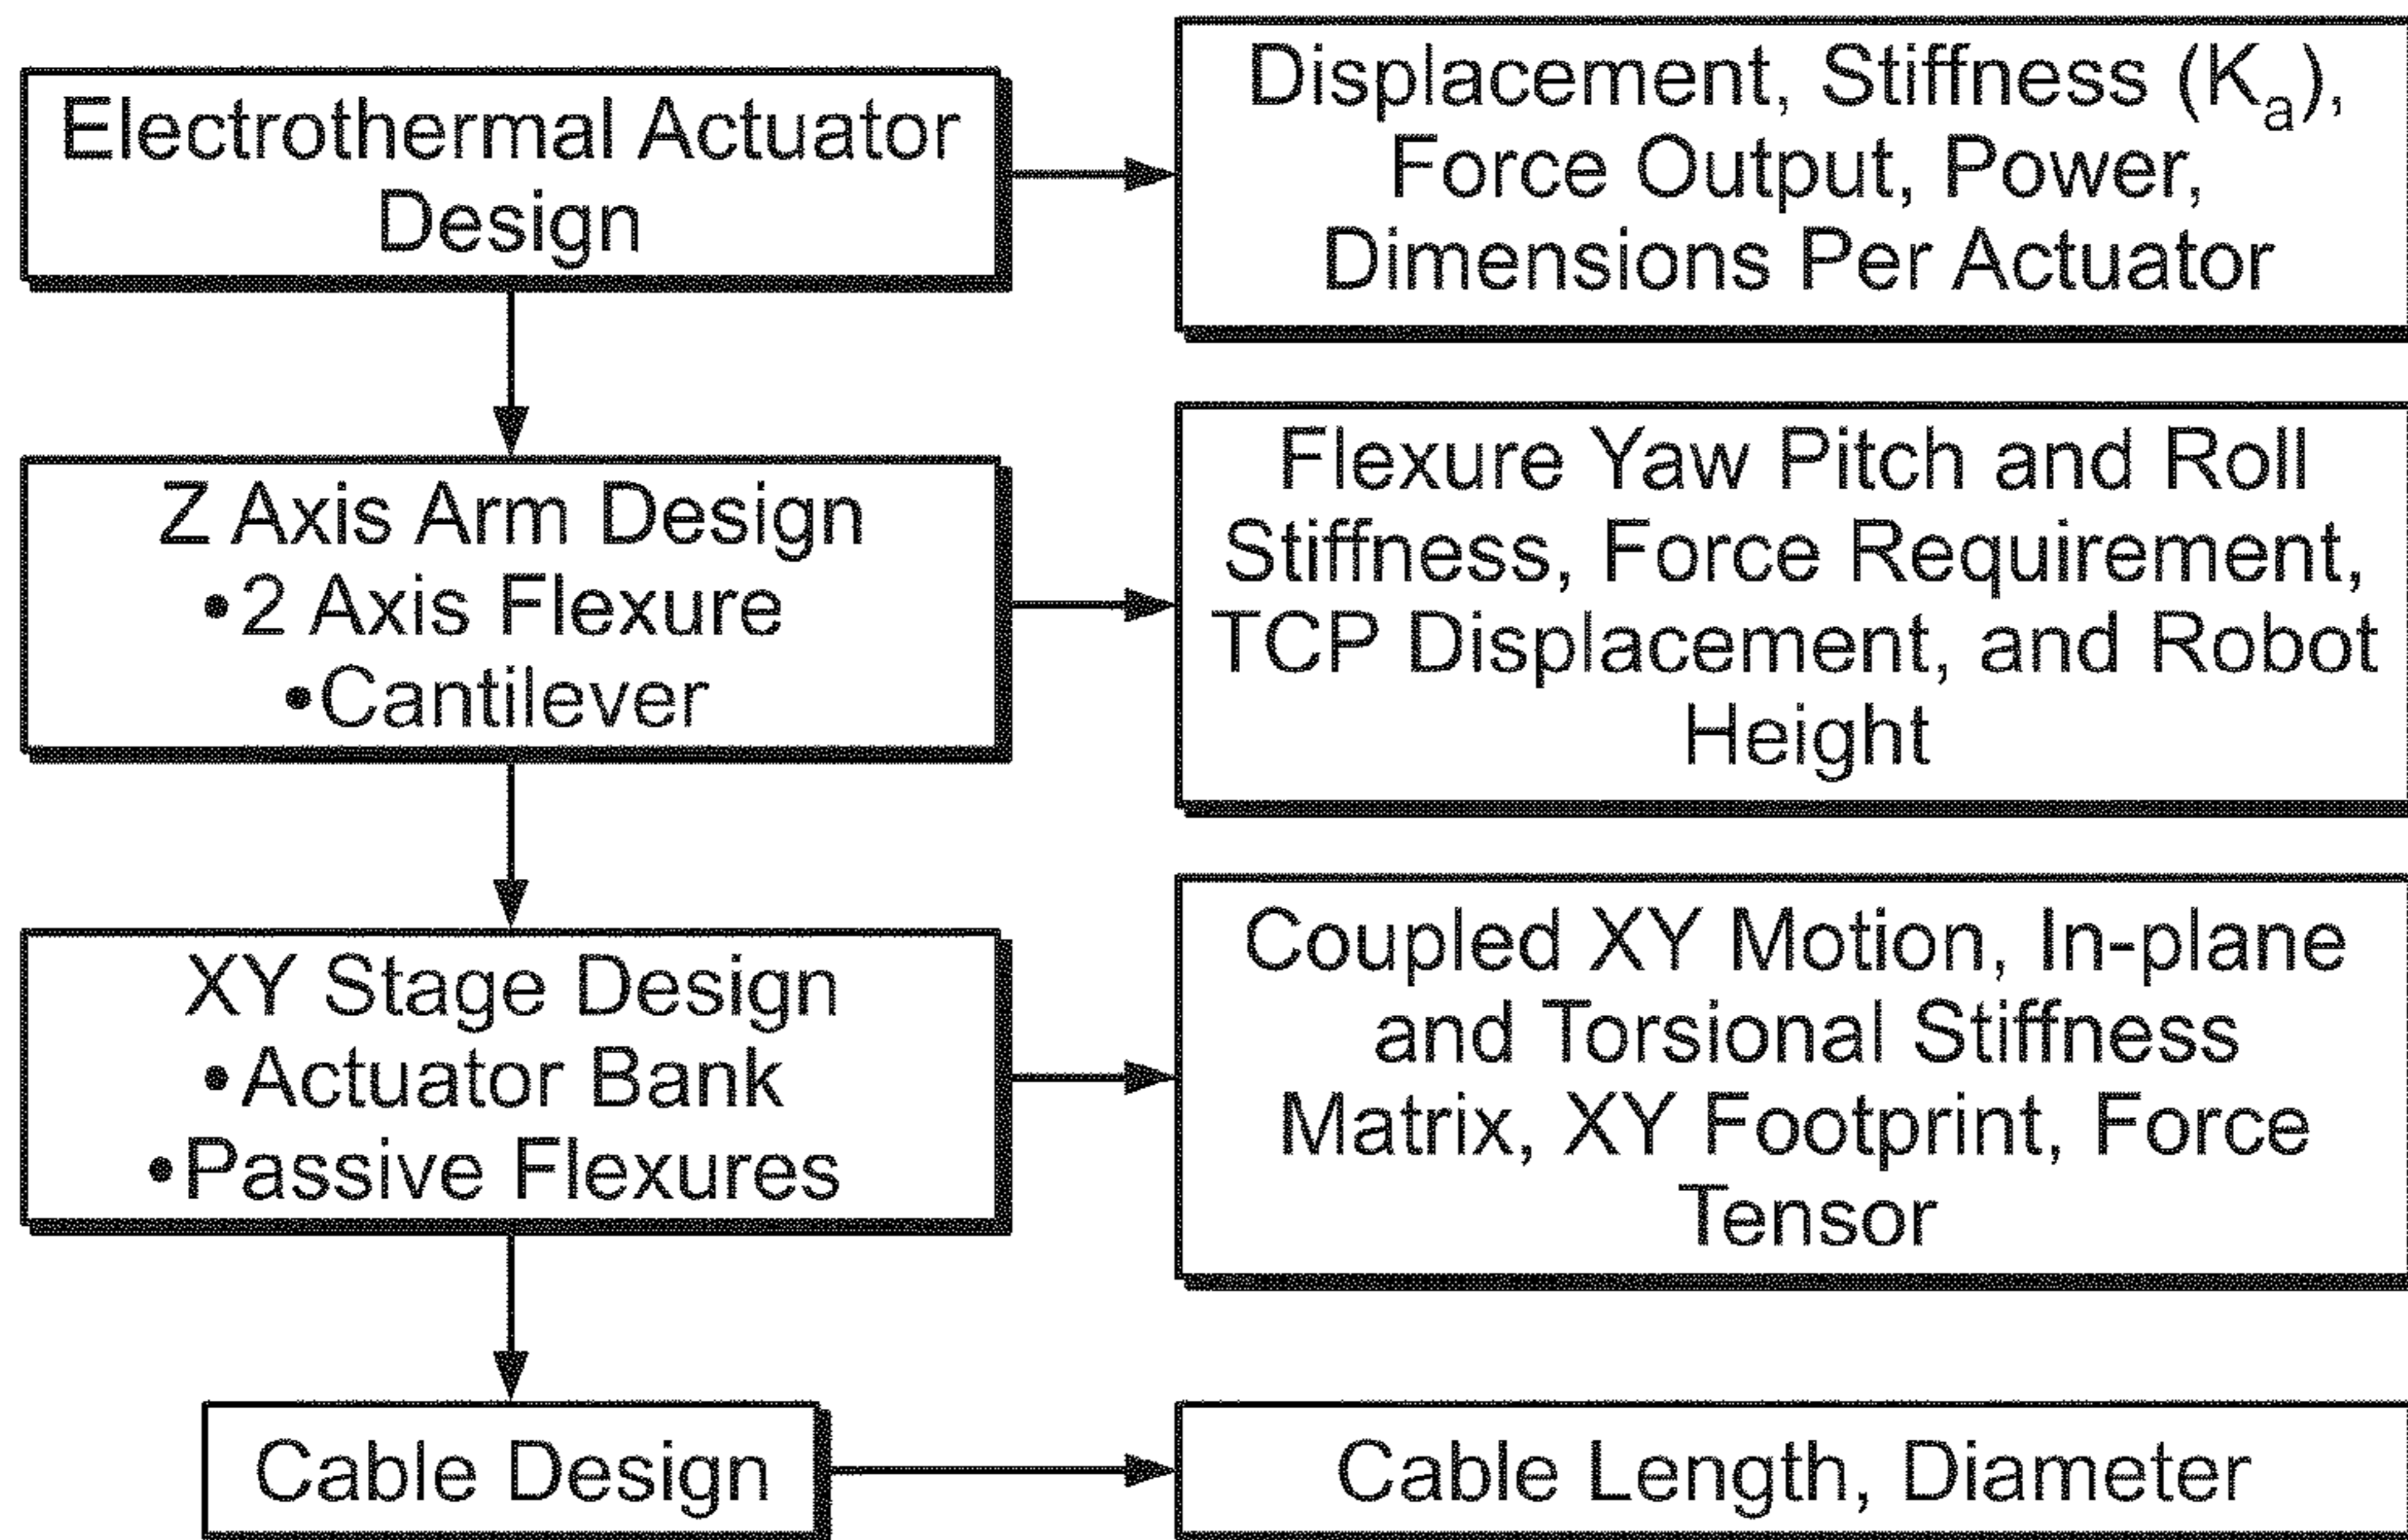 Electrothermal Actuator
Design
Displacement, Stiffness (Kₐ),
Force Output, Power,
Dimensions Per Actuator
Z Axis Arm Design
•2 Axis Flexure
•Cantilever
Flexure Yaw Pitch and Roll
Stiffness, Force Requirement,
TCP Displacement, and Robot
Height
XY Stage Design
•Actuator Bank
•Passive Flexures
Coupled XY Motion, In-plane
and Torsional Stiffness
Matrix, XY Footprint, Force
Tensor
Cable Design
Cable Length, Diameter